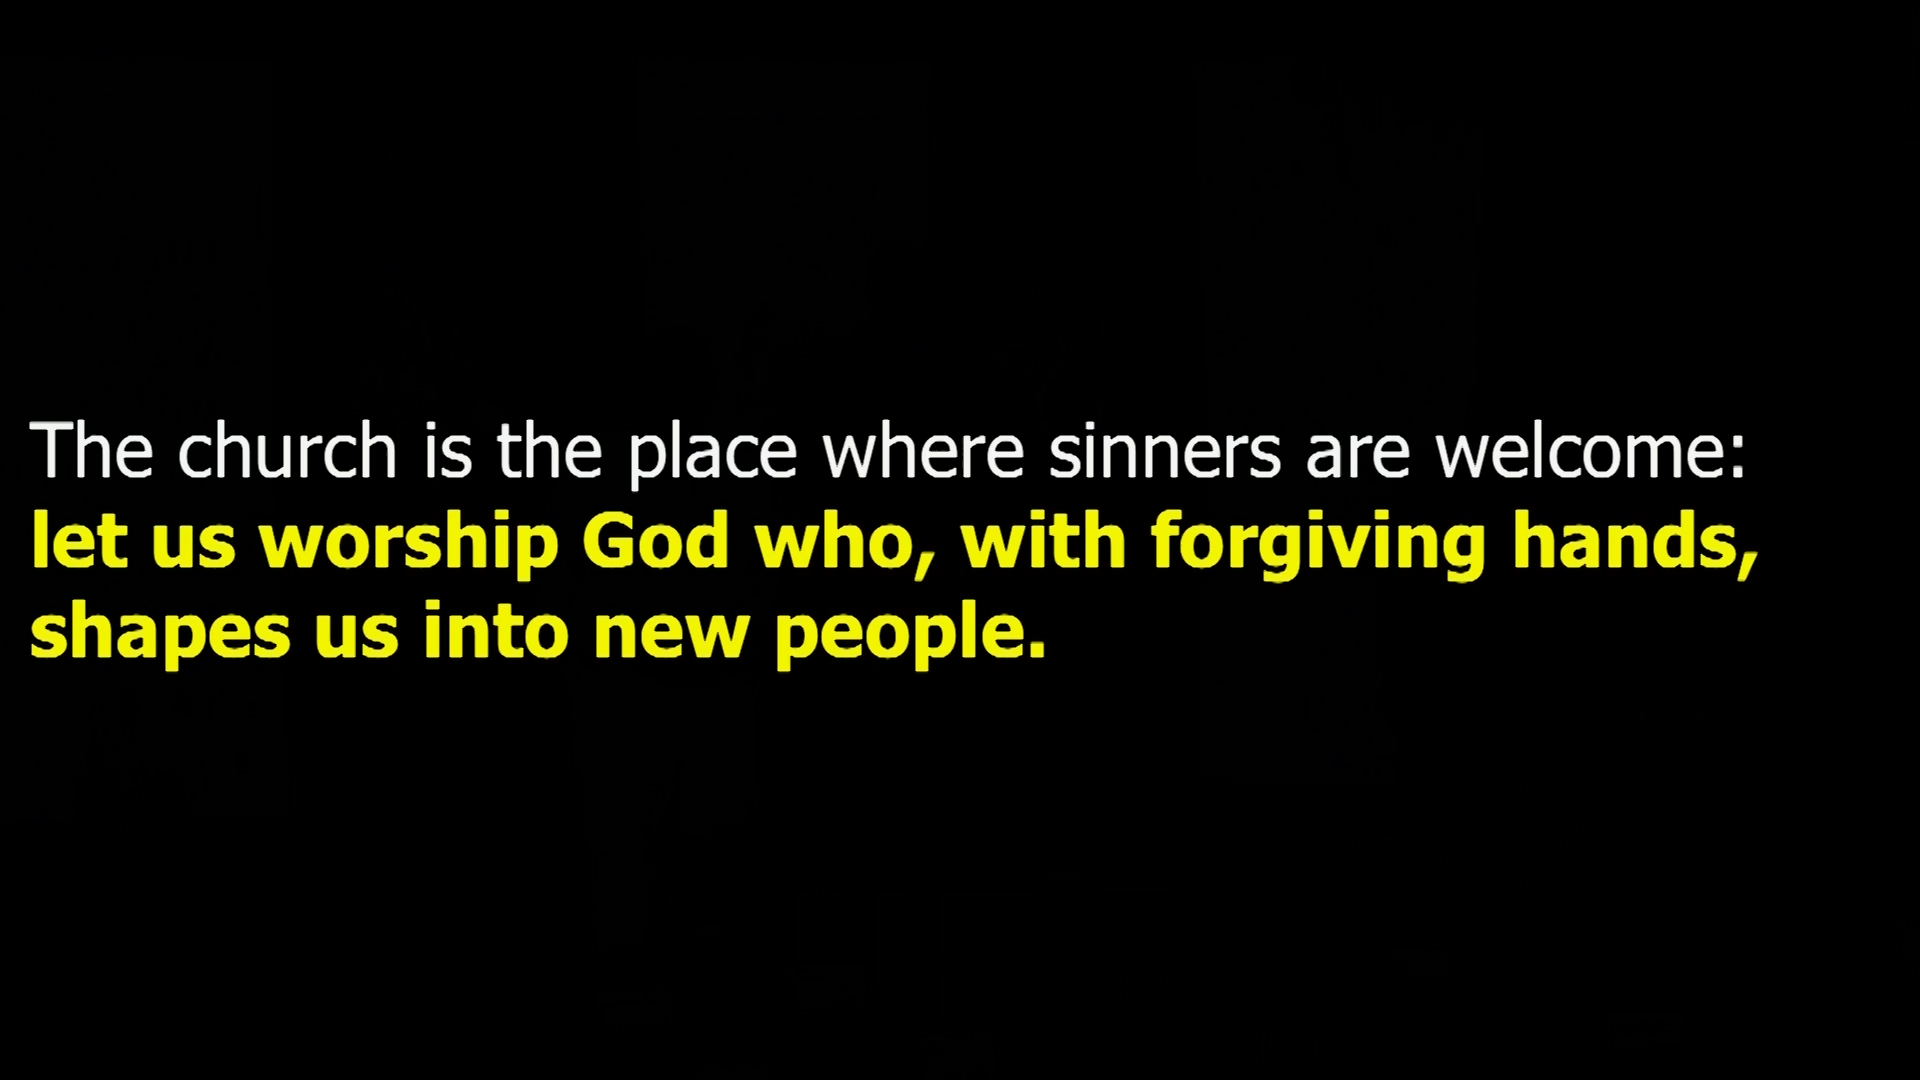 The church is the place where sinners are welcome:
let us worship God who, with forgiving hands,
shapes us into new people.